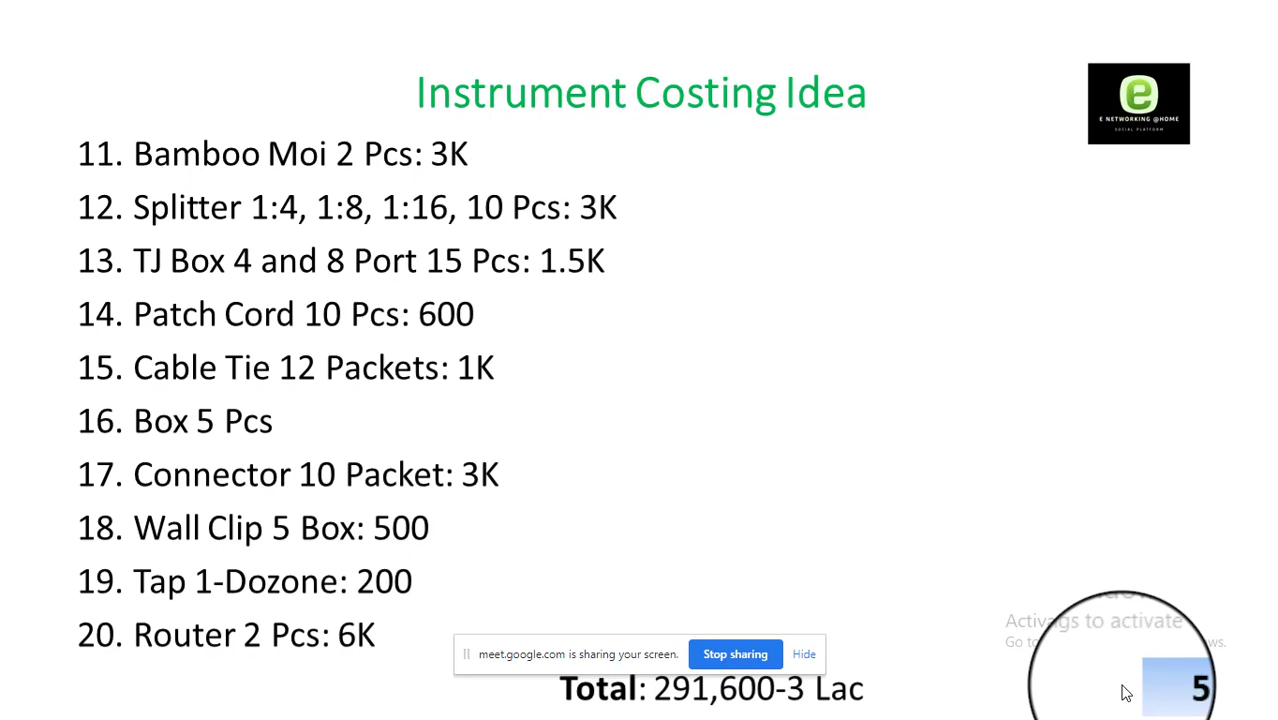 Instrument Costing Idea
E NETWORKING @HOME
SOCIAL PLATFORM
11. Bamboo Moi 2 Pcs: 3K
12. Splitter 1:4, 1:8, 1:16, 10 Pcs: 3K
13. TJ Box 4 and 8 Port 15 Pcs: 1.5K
14. Patch Cord 10 Pcs: 600
15. Cable Tie 12 Packets: 1K
16. Box 5 Pcs
17. Connector 10 Packet: 3K
18. Wall Clip 5 Box: 500
19. Tap 1-Dozone: 200
20. Router 2 Pcs: 6K
to activate
Go to
meet.google.com is sharing your screen.
Stop sharing
Hide
Total: 291,600-3 Lac
5